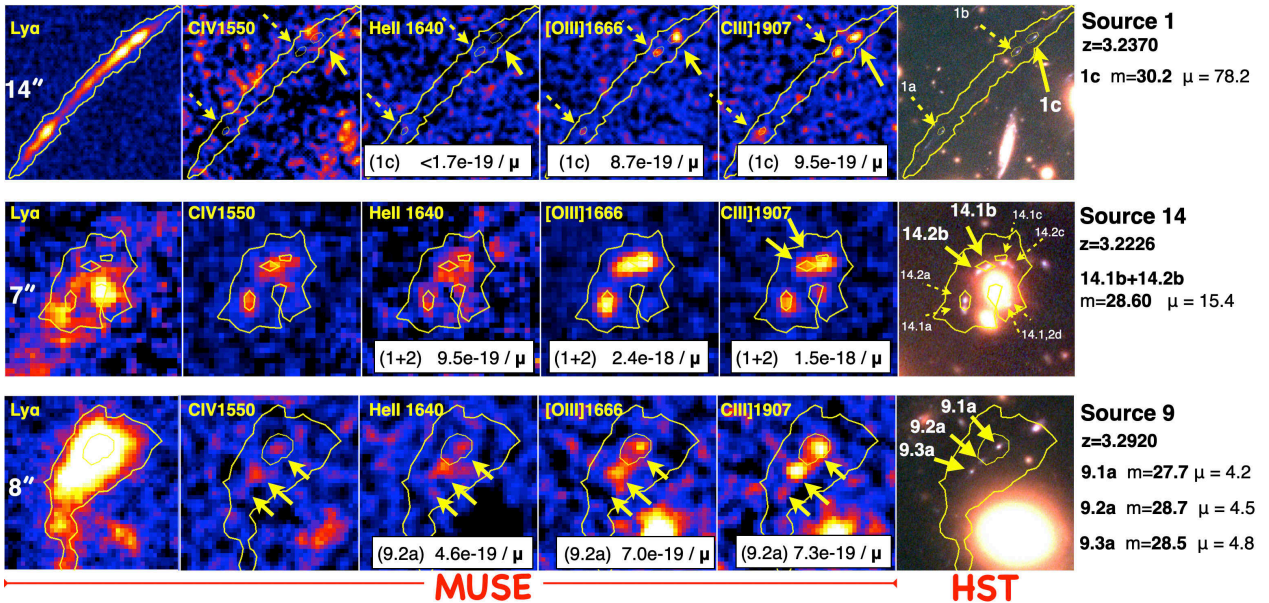 Lyα
14″
CIV1550
HeII 1640
(1c) <1.7e-19 / μ
[OIII]1666
(1c) 8.7e-19 / μ
CIII]1907
(1c) 9.5e-19 / μ
1b
1a
1c
Source 1
z=3.2370
1c m=30.2 μ = 78.2
Lyα
7″
CIV1550
HeII 1640
(1+2) 9.5e-19 / μ
[OIII]1666
(1+2) 2.4e-18 / μ
CIII]1907
(1+2) 1.5e-18 / μ
14.1b
14.2b
14.1c
14.2c
14.2a
14.1a
14.1,2d
Source 14
z=3.2226
14.1b+14.2b
m=28.60 μ = 15.4
Lyα
8″
CIV1550
HeII 1640
(9.2a) 4.6e-19 / μ
[OIII]1666
(9.2a) 7.0e-19 / μ
CIII]1907
(9.2a) 7.3e-19 / μ
9.1a
9.2a
9.3a
Source 9
z=3.2920
9.1a m=27.7 μ = 4.2
9.2a m=28.7 μ = 4.5
9.3a m=28.5 μ = 4.8
MUSE
HST